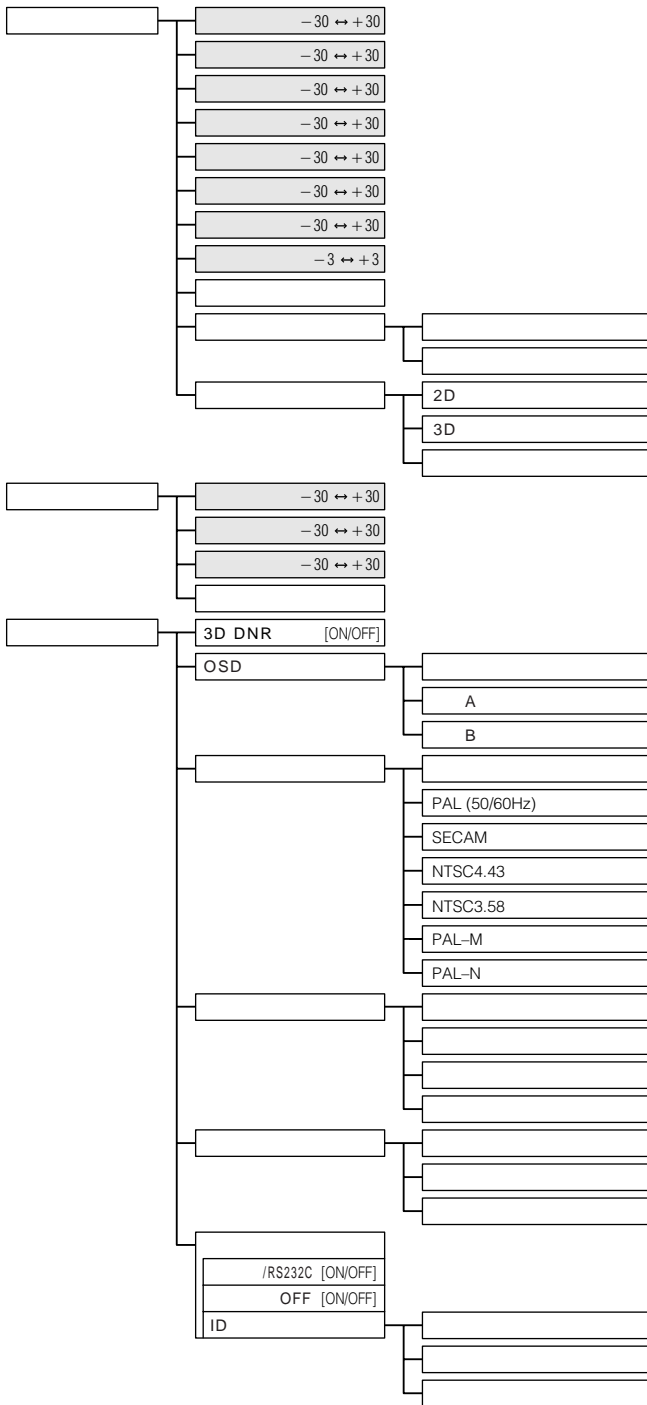 −30 ↔ +30
−30 ↔ +30
−30 ↔ +30
−30 ↔ +30
−30 ↔ +30
−30 ↔ +30
−30 ↔ +30
−3 ↔ +3
2D
3D
−30 ↔ +30
−30 ↔ +30
−30 ↔ +30
3D DNR [ON/OFF]
OSD
A
B
PAL (50/60Hz)
SECAM
NTSC4.43
NTSC3.58
PAL–M
PAL–N
/RS232C [ON/OFF]
OFF [ON/OFF]
ID